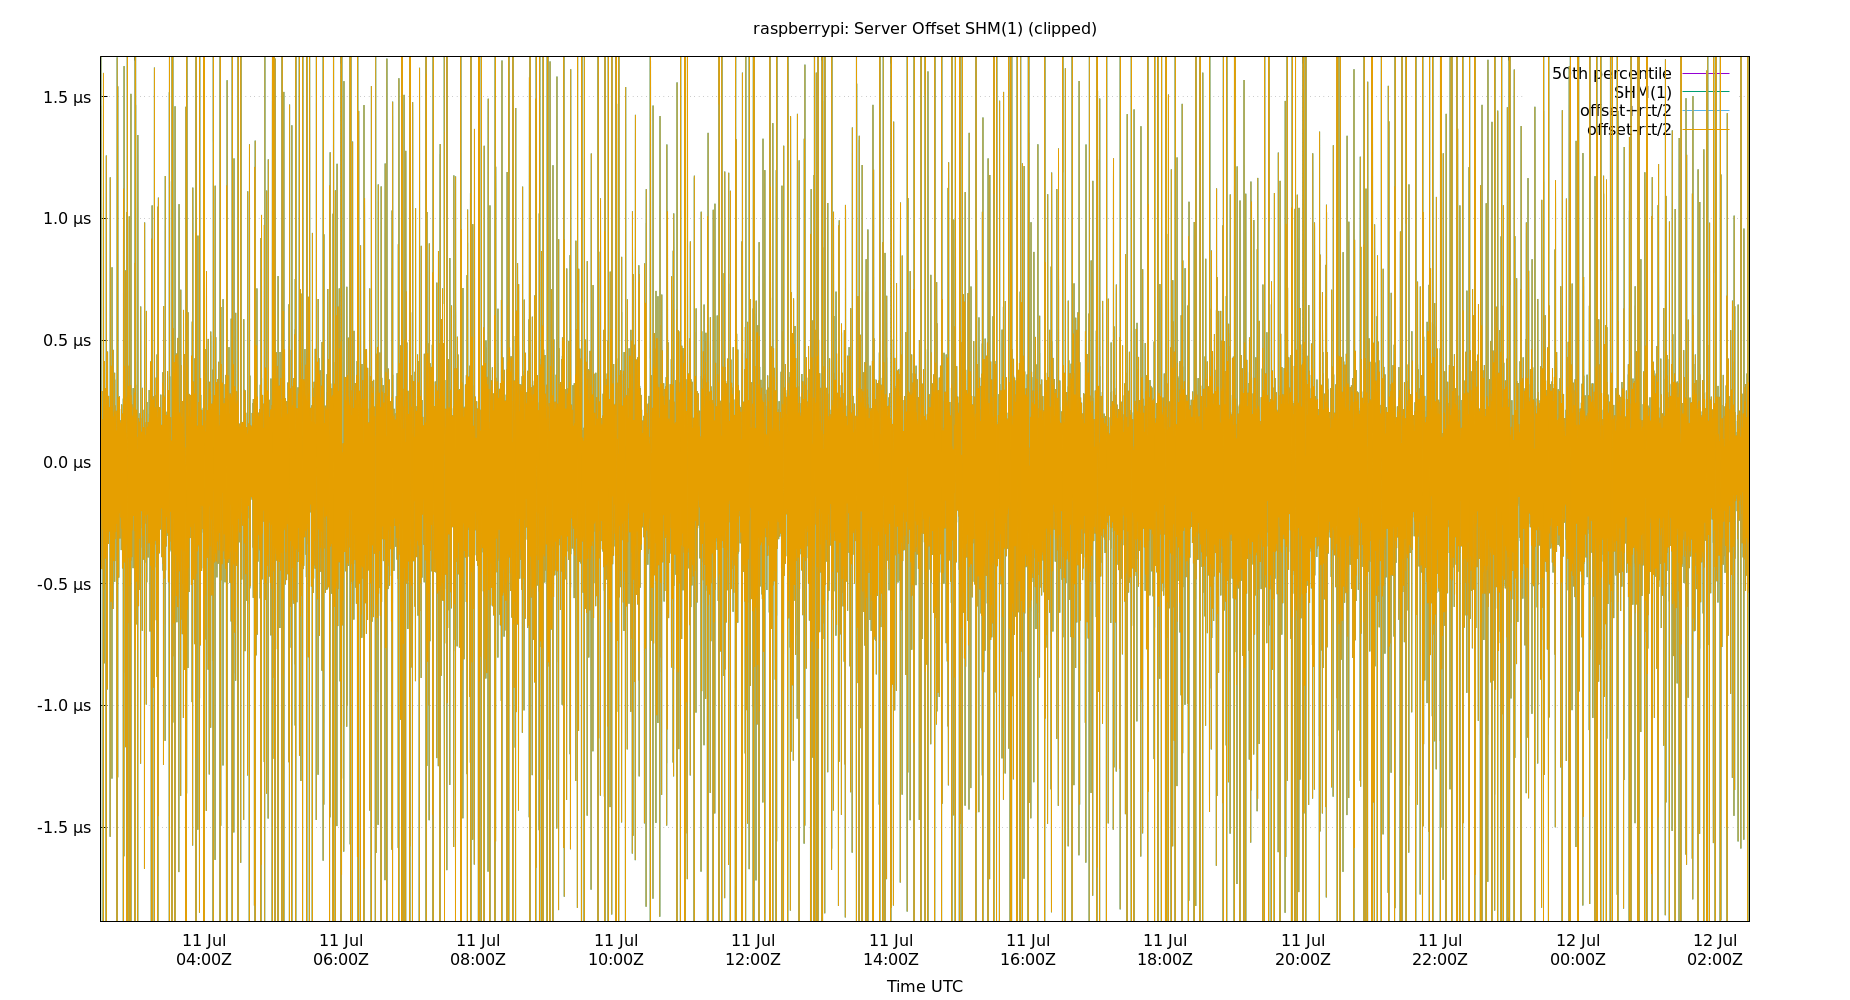 raspberrypi: Server Offset SHM(1) (clipped)
50th percentile
SHM(1)
offset+rtt/2
offset-rtt/2
1.5 µs
1.0 µs
0.5 µs
0.0 µs
-0.5 µs
-1.0 µs
-1.5 µs
11 Jul 11 Jul 11 Jul 11 Jul 11 Jul 11 Jul 11 Jul 11 Jul 11 Jul 11 Jul 12 Jul 12 Jul
04:00Z 06:00Z 08:00Z 10:00Z 12:00Z 14:00Z 16:00Z 18:00Z 20:00Z 22:00Z 00:00Z 02:00Z
Time UTC